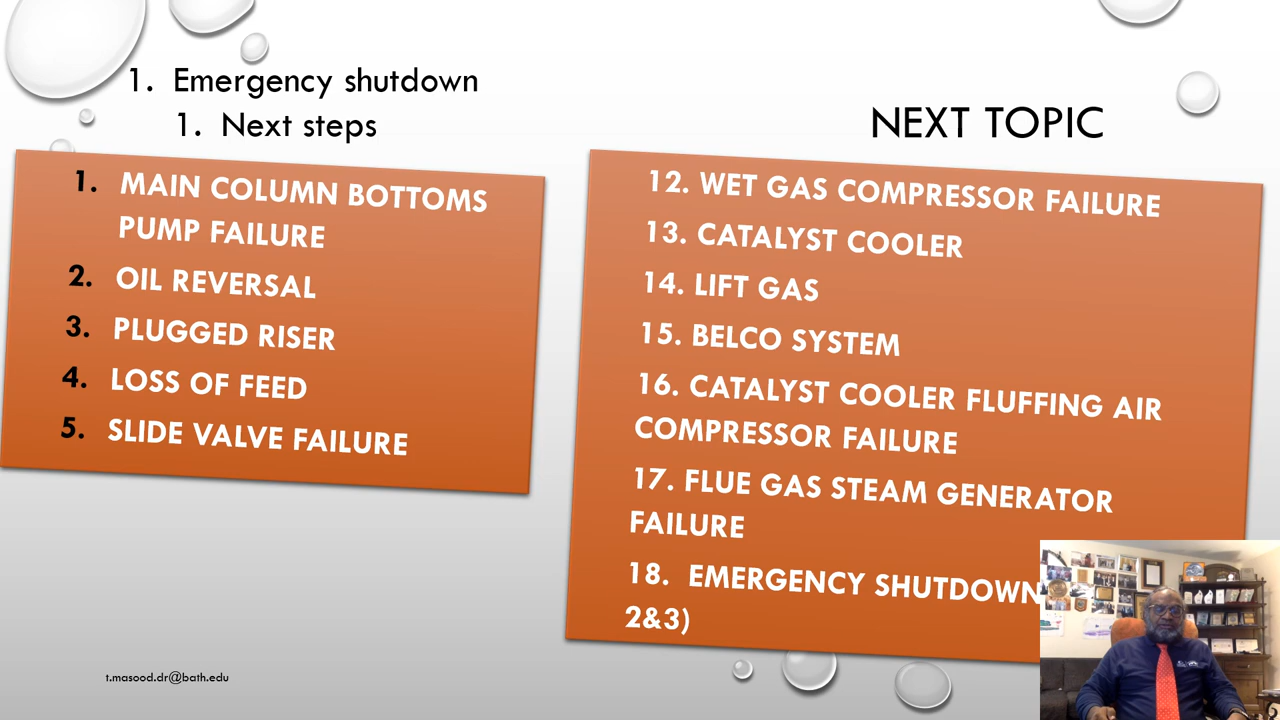 1. Emergency shutdown
1. Next steps
1. MAIN COLUMN BOTTOMS
PUMP FAILURE
2. OIL REVERSAL
3. PLUGGED RISER
4. LOSS OF FEED
5. SLIDE VALVE FAILURE
NEXT TOPIC
12. WET GAS COMPRESSOR FAILURE
13. CATALYST COOLER
14. LIFT GAS
15. BELCO SYSTEM
16. CATALYST COOLER FLUFFING AIR
COMPRESSOR FAILURE
17. FLUE GAS STEAM GENERATOR
FAILURE
18. EMERGENCY SHUTDOWN
2&3)
t.masood.dr@bath.edu